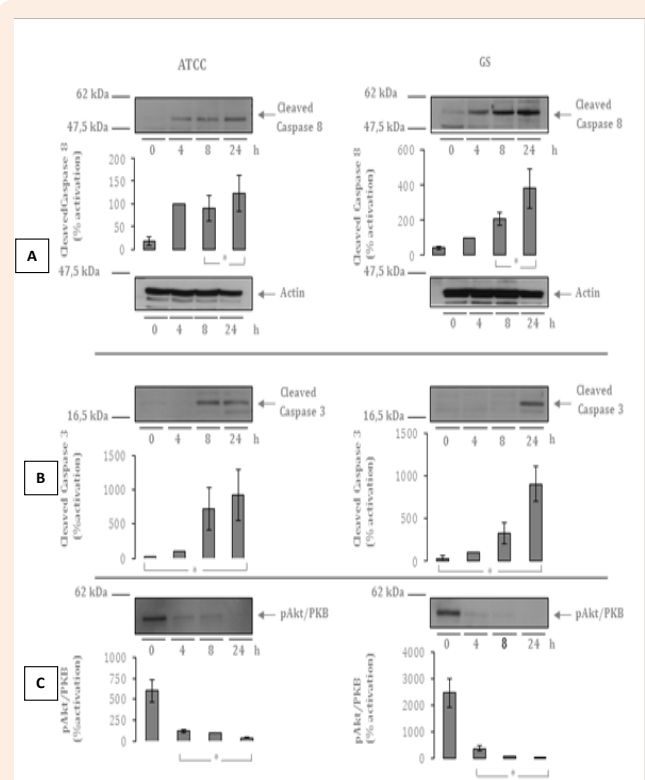 ATCC GS
62 kDa
Cleaved
Caspase 8
47,5 kDa
0 4 8 24 h
CleavedCaspase 8
(% activation)
200
150
100
50
0
*
47,5 kDa
Actin
0 4 8 24 h
62 kDa
Cleaved
Caspase 8
47,5 kDa
0 4 8 24 h
Cleaved Caspase 8
(% activation)
600
400
200
0
*
47,5 kDa
Actin
0 4 8 24 h
A
Cleaved
Caspase 3
16,5 kDa
0 4 8 24 h
Cleaved Caspase 3
(%activation)
1500
1000
500
0
*
Cleaved
Caspase 3
16,5 kDa
0 4 8 24 h
Cleaved Caspase 3
(% activation)
1500
1000
500
0
*
B
62 kDa
pAkt/PKB
0 4 8 24 h
pAkt/PKB
(%activation)
1000
750
500
250
0
*
62 kDa
pAkt/PKB
0 4 8 24 h
pAkt/PKB
(% activation)
4000
3000
2000
1000
0
*
C